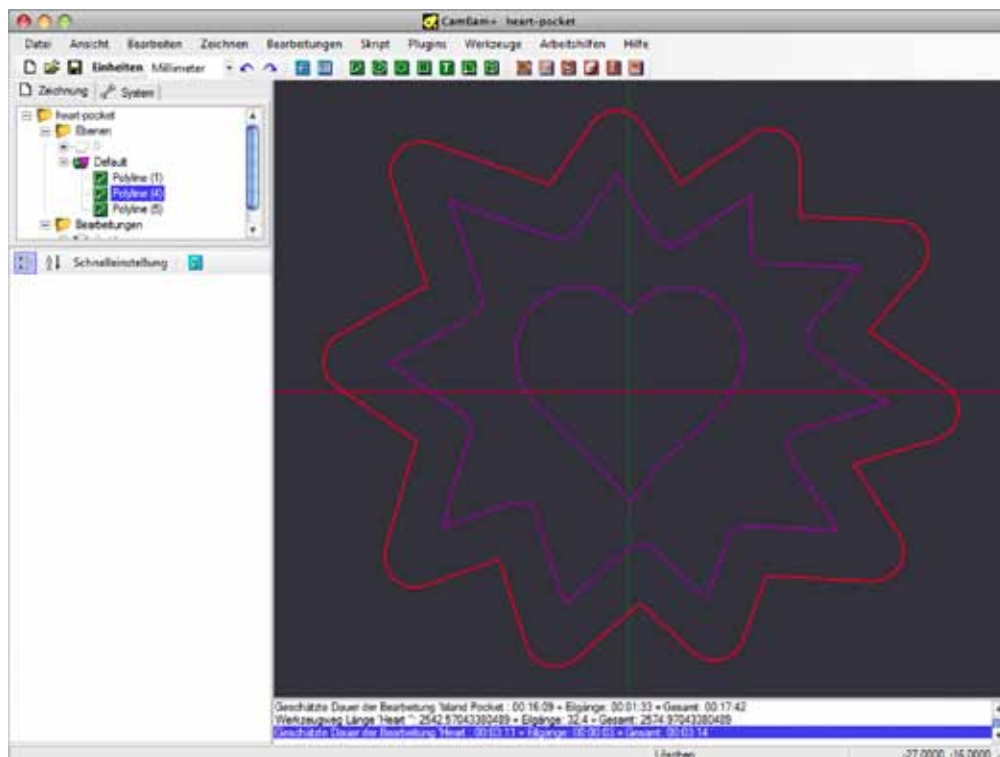 CamBam+ heart-pocket
Datei Ansicht Bearbeiten Zeichnen Bearbeitungen Skript Plugins Werkzeuge Arbeitshilfen Hilfe
Einheiten Millimeter
Zeichnung System
heart-pocket
Ebenen
0
Default
Polyline (1)
Polyline (4)
Polyline (5)
Bearbeitungen
Schnelleinstellung
Geschätzte Dauer der Bearbeitung 'Island Pocket : 00:16:09 + Eilgänge: 00:01:33 = Gesamt: 00:17:42
Werkzeugweg Länge 'Heart ': 2542,57043380489 + Eilgänge: 32,4 = Gesamt: 2574,97043380489
Geschätzte Dauer der Bearbeitung 'Heart : 00:03:11 + Eilgänge: 00:00:03 = Gesamt: 00:03:14
Löschen -27,0000, -16,0000